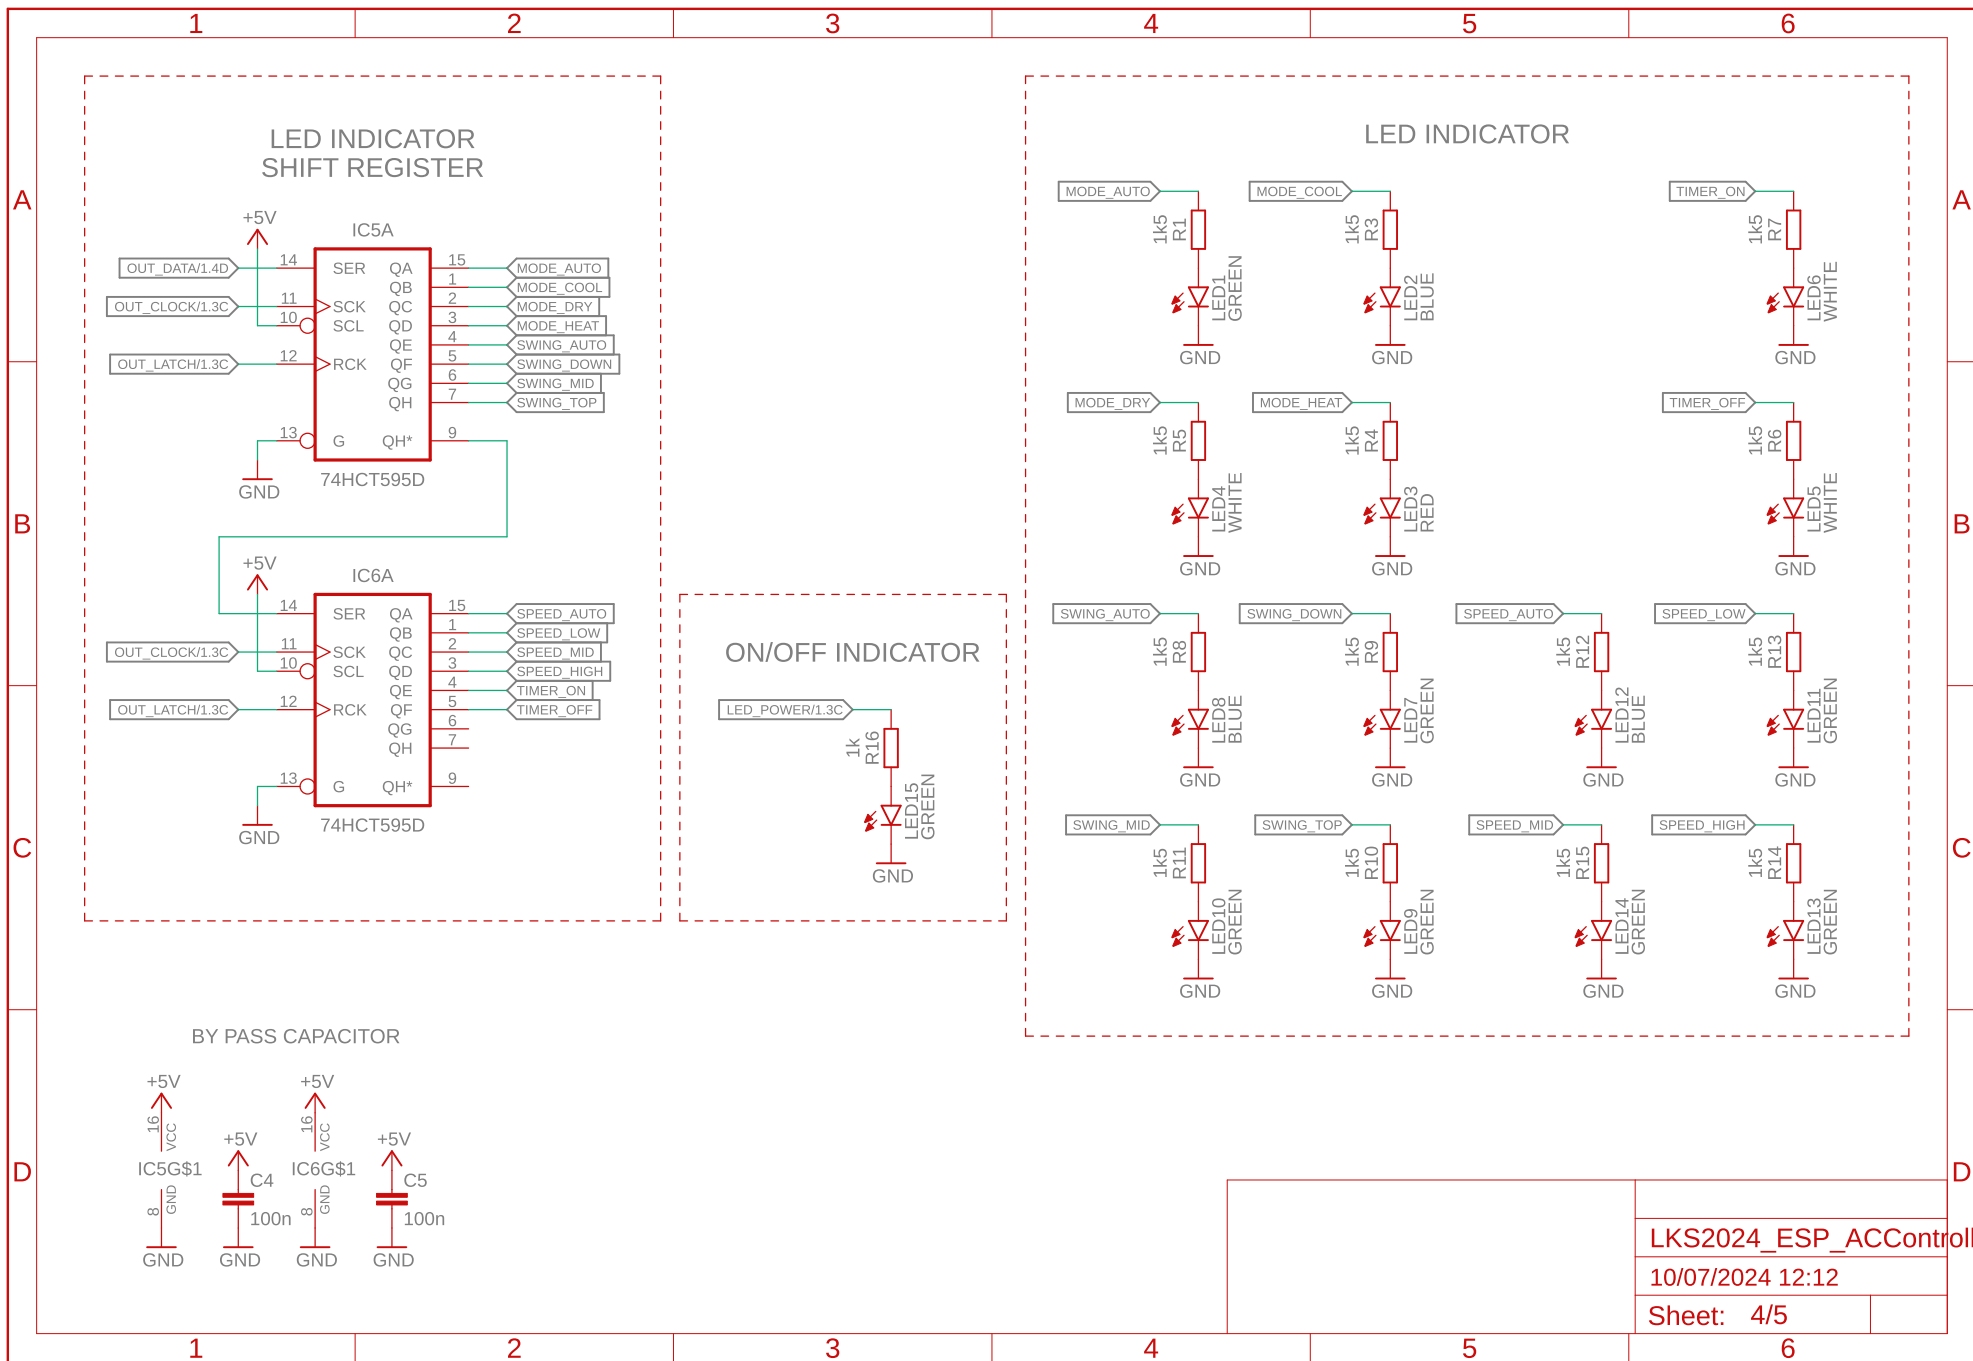 1 2 3 4 5 6
A A
B B
C C
D D
LED INDICATOR
SHIFT REGISTER
+5V
IC5A
OUT_DATA/1.4D 14 SER QA 15 MODE_AUTO
QB 1 MODE_COOL
OUT_CLOCK/1.3C 11 SCK QC 2 MODE_DRY
10 SCL QD 3 MODE_HEAT
QE 4 SWING_AUTO
OUT_LATCH/1.3C 12 RCK QF 5 SWING_DOWN
QG 6 SWING_MID
QH 7 SWING_TOP
13 G QH* 9
GND
74HCT595D
+5V
IC6A
14 SER QA 15 SPEED_AUTO
QB 1 SPEED_LOW
OUT_CLOCK/1.3C 11 SCK QC 2 SPEED_MID
10 SCL QD 3 SPEED_HIGH
QE 4 TIMER_ON
OUT_LATCH/1.3C 12 RCK QF 5 TIMER_OFF
QG 6
QH 7
13 G QH* 9
GND
74HCT595D
ON/OFF INDICATOR
LED_POWER/1.3C
1k
R16
LED15
GREEN
GND
LED INDICATOR
MODE_AUTO
1k5
R1
LED1
GREEN
GND
MODE_COOL
1k5
R3
LED2
BLUE
GND
TIMER_ON
1k5
R7
LED6
WHITE
GND
MODE_DRY
1k5
R5
LED4
WHITE
GND
MODE_HEAT
1k5
R4
LED3
RED
GND
TIMER_OFF
1k5
R6
LED5
WHITE
GND
SWING_AUTO
1k5
R8
LED8
BLUE
GND
SWING_DOWN
1k5
R9
LED7
GREEN
GND
SPEED_AUTO
1k5
R12
LED12
BLUE
GND
SPEED_LOW
1k5
R13
LED11
GREEN
GND
SWING_MID
1k5
R11
LED10
GREEN
GND
SWING_TOP
1k5
R10
LED9
GREEN
GND
SPEED_MID
1k5
R15
LED14
GREEN
GND
SPEED_HIGH
1k5
R14
LED13
GREEN
GND
BY PASS CAPACITOR
+5V
16
VCC
IC5G$1
8
GND
GND
+5V
C4
100n
GND
+5V
16
VCC
IC6G$1
8
GND
GND
+5V
C5
100n
GND
LKS2024_ESP_ACControll
10/07/2024 12:12
Sheet: 4/5
1 2 3 4 5 6